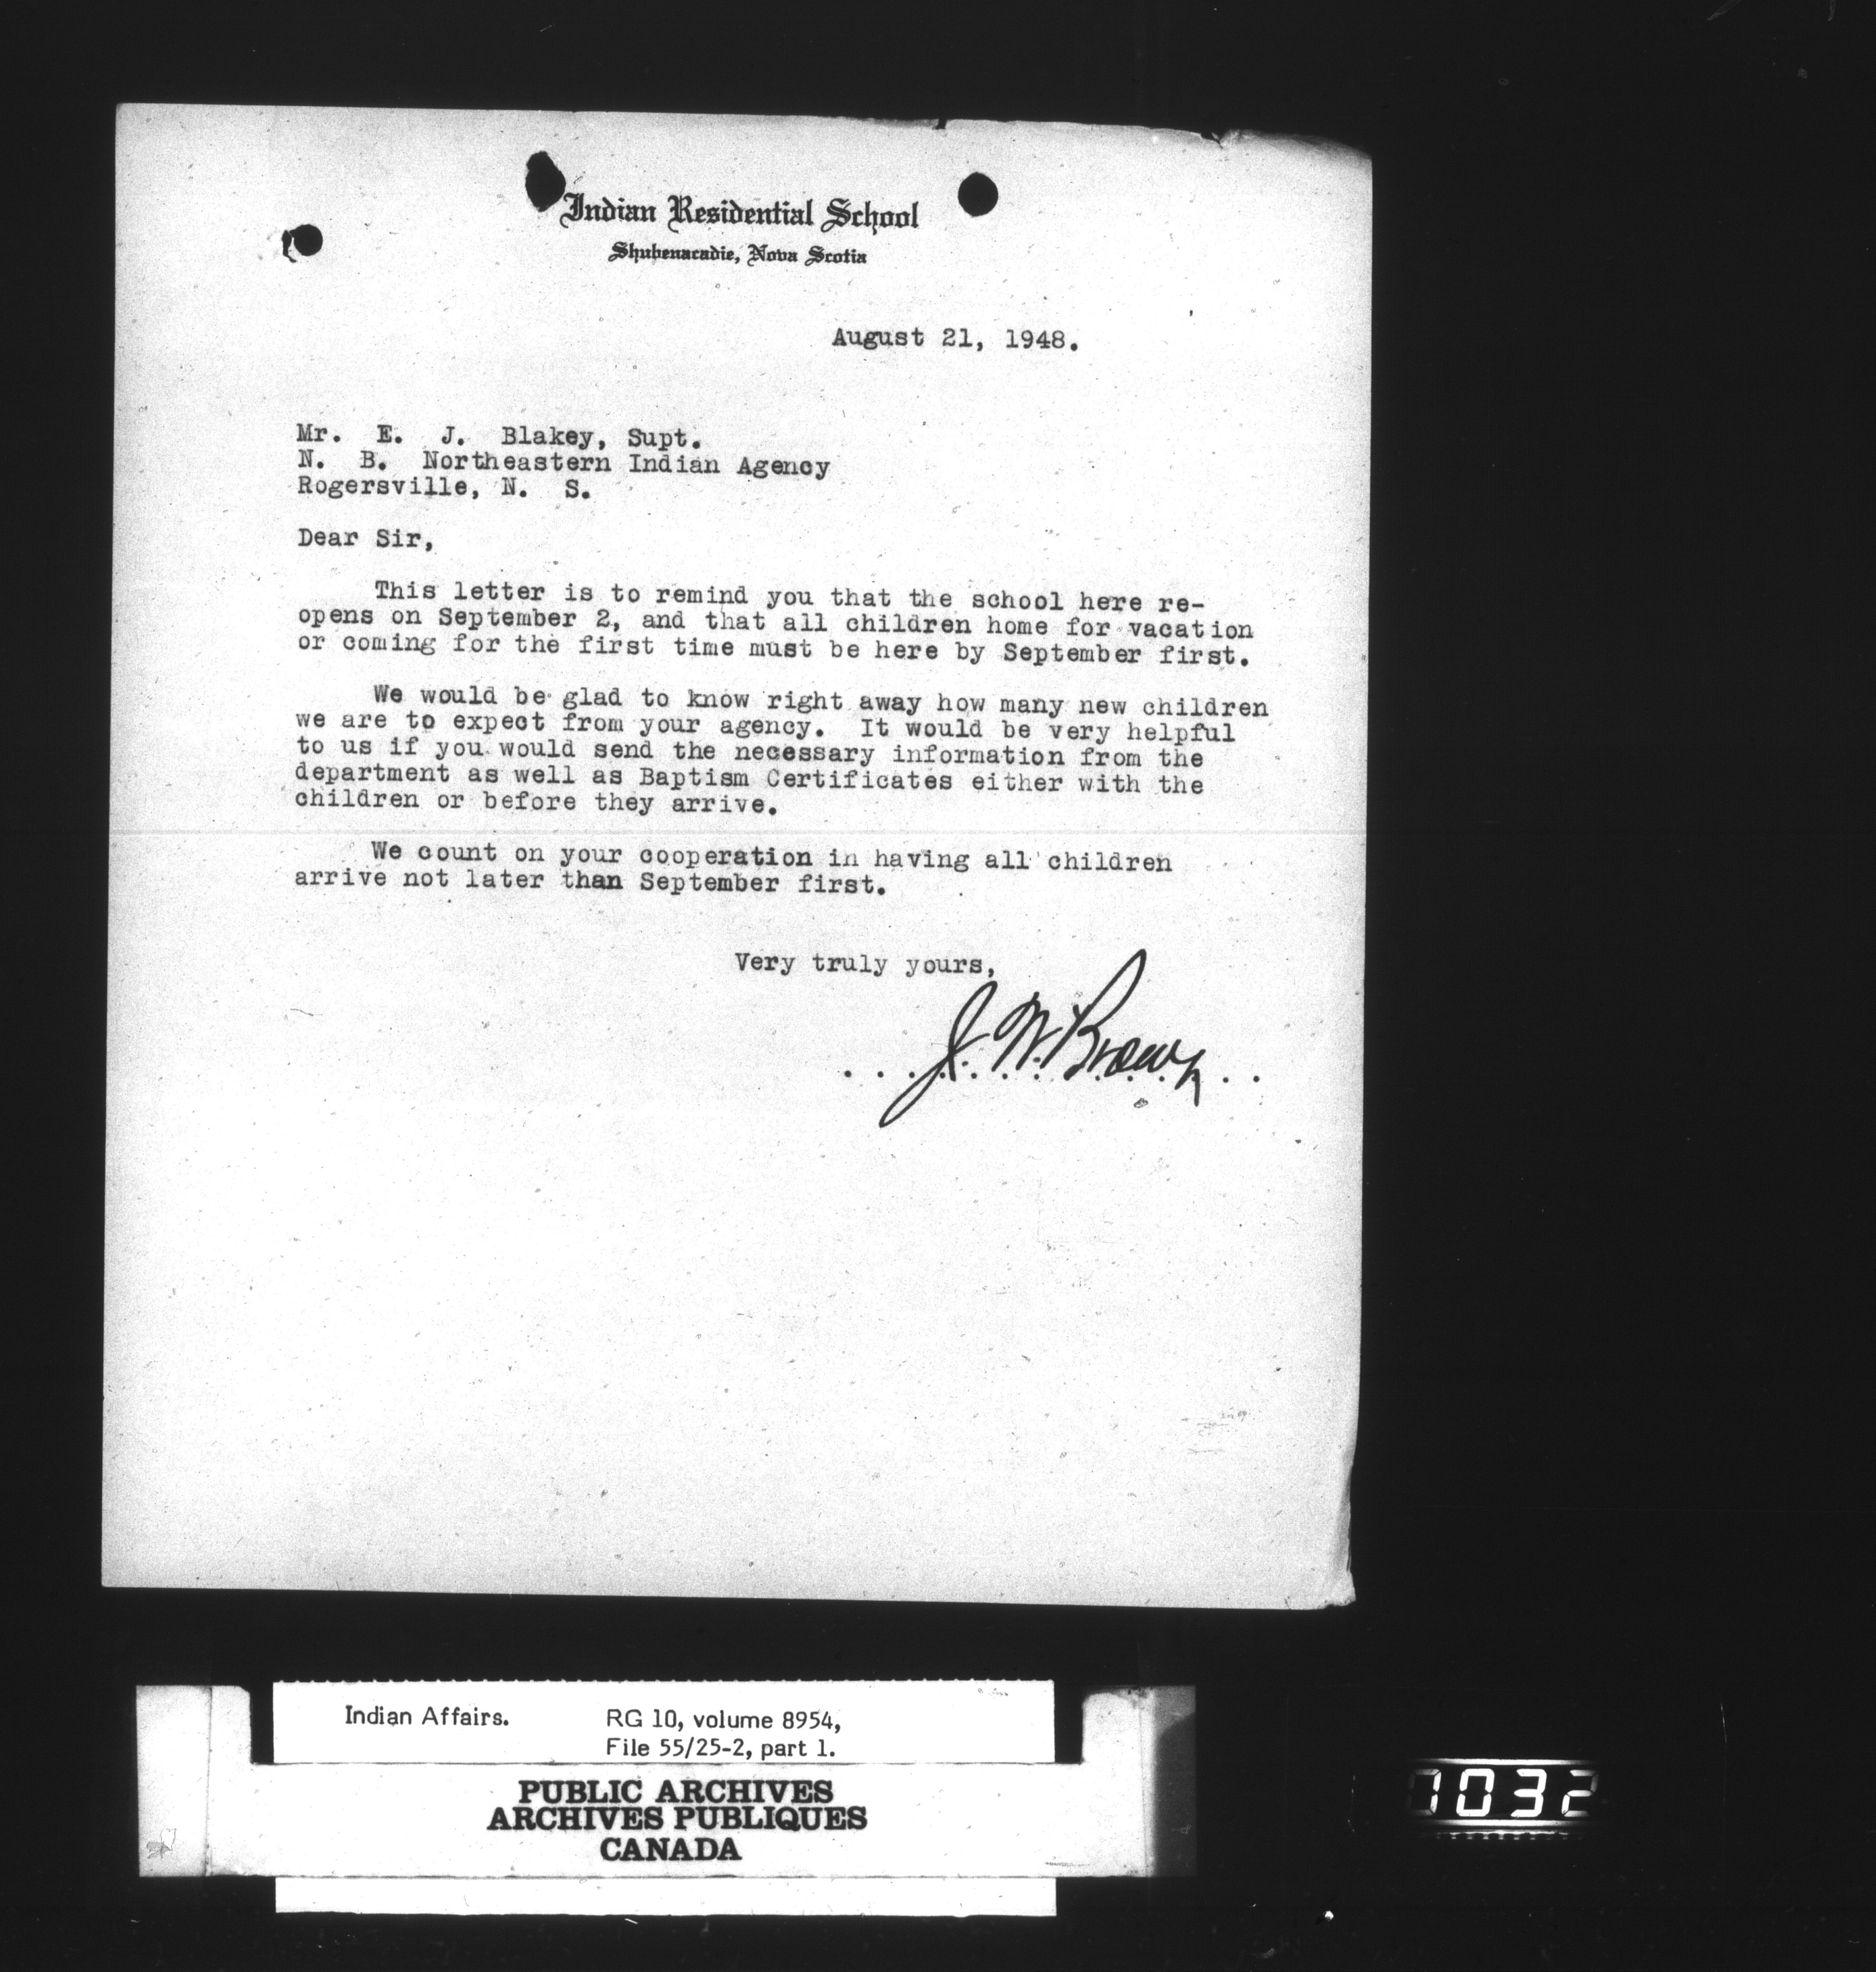 Indian Residential School
Shubenacadie, Nova Scotia
August 21, 1948.
Mr. E. J. Blakey, Supt.
N. B. Northeastern Indian Agency
Rogersville, N. S.
Dear Sir,
This letter is to remind you that the school here re-
opens on September 2, and that all children home for vacation
or coming for the first time must be here by September first.
We would be glad to know right away how many new children
we are to expect from your agency. It would be very helpful
to us if you would send the necessary information from the
department as well as Baptism Certificates either with the
children or before they arrive.
We count on your cooperation in having all children
arrive not later than September first.
Very truly yours,
J. W. Brown
Indian Affairs. RG 10, volume 8954,
File 55/25-2, part 1.
PUBLIC ARCHIVES
ARCHIVES PUBLIQUES
CANADA
1032